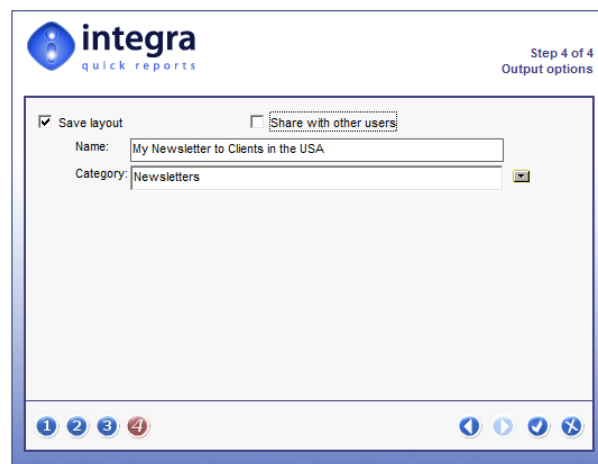 integra
quick reports
Step 4 of 4
Output options
Save layout
Share with other users
Name: My Newsletter to Clients in the USA
Category: Newsletters
1 2 3 4